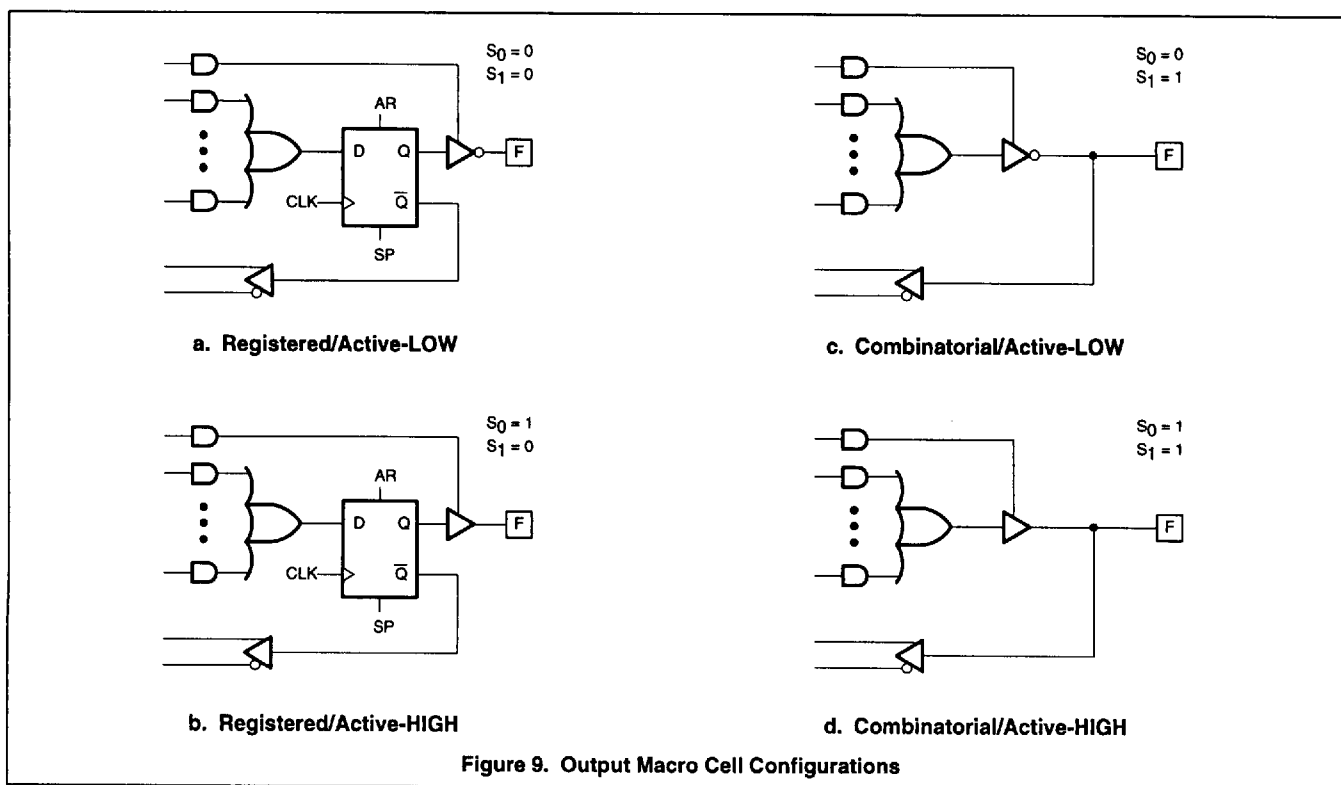 S0 = 0
S1 = 0
AR
D Q
F
CLK
Q̅
SP
a. Registered/Active-LOW
S0 = 0
S1 = 1
F
c. Combinatorial/Active-LOW
S0 = 1
S1 = 0
AR
D Q
F
CLK
Q̅
SP
b. Registered/Active-HIGH
S0 = 1
S1 = 1
F
d. Combinatorial/Active-HIGH
Figure 9. Output Macro Cell Configurations